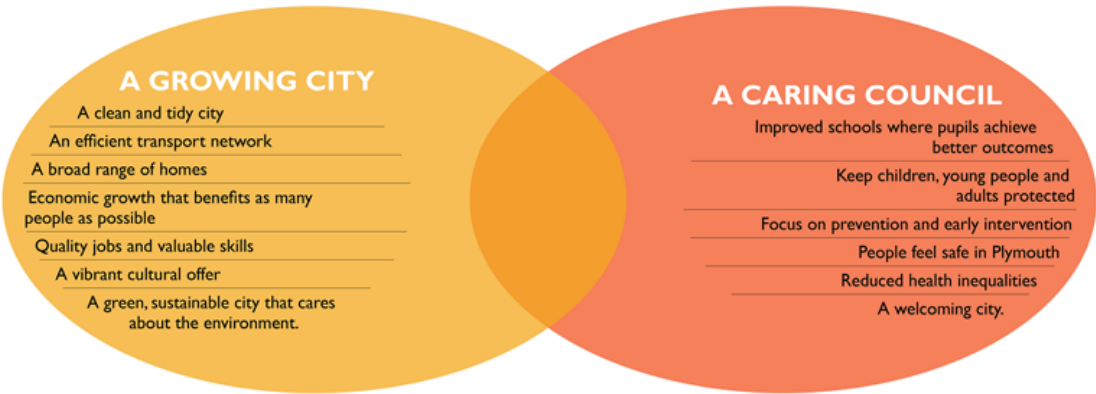 A GROWING CITY
A clean and tidy city
An efficient transport network
A broad range of homes
Economic growth that benefits as many
people as possible
Quality jobs and valuable skills
A vibrant cultural offer
A green, sustainable city that cares
about the environment.
A CARING COUNCIL
Improved schools where pupils achieve
better outcomes
Keep children, young people and
adults protected
Focus on prevention and early intervention
People feel safe in Plymouth
Reduced health inequalities
A welcoming city.